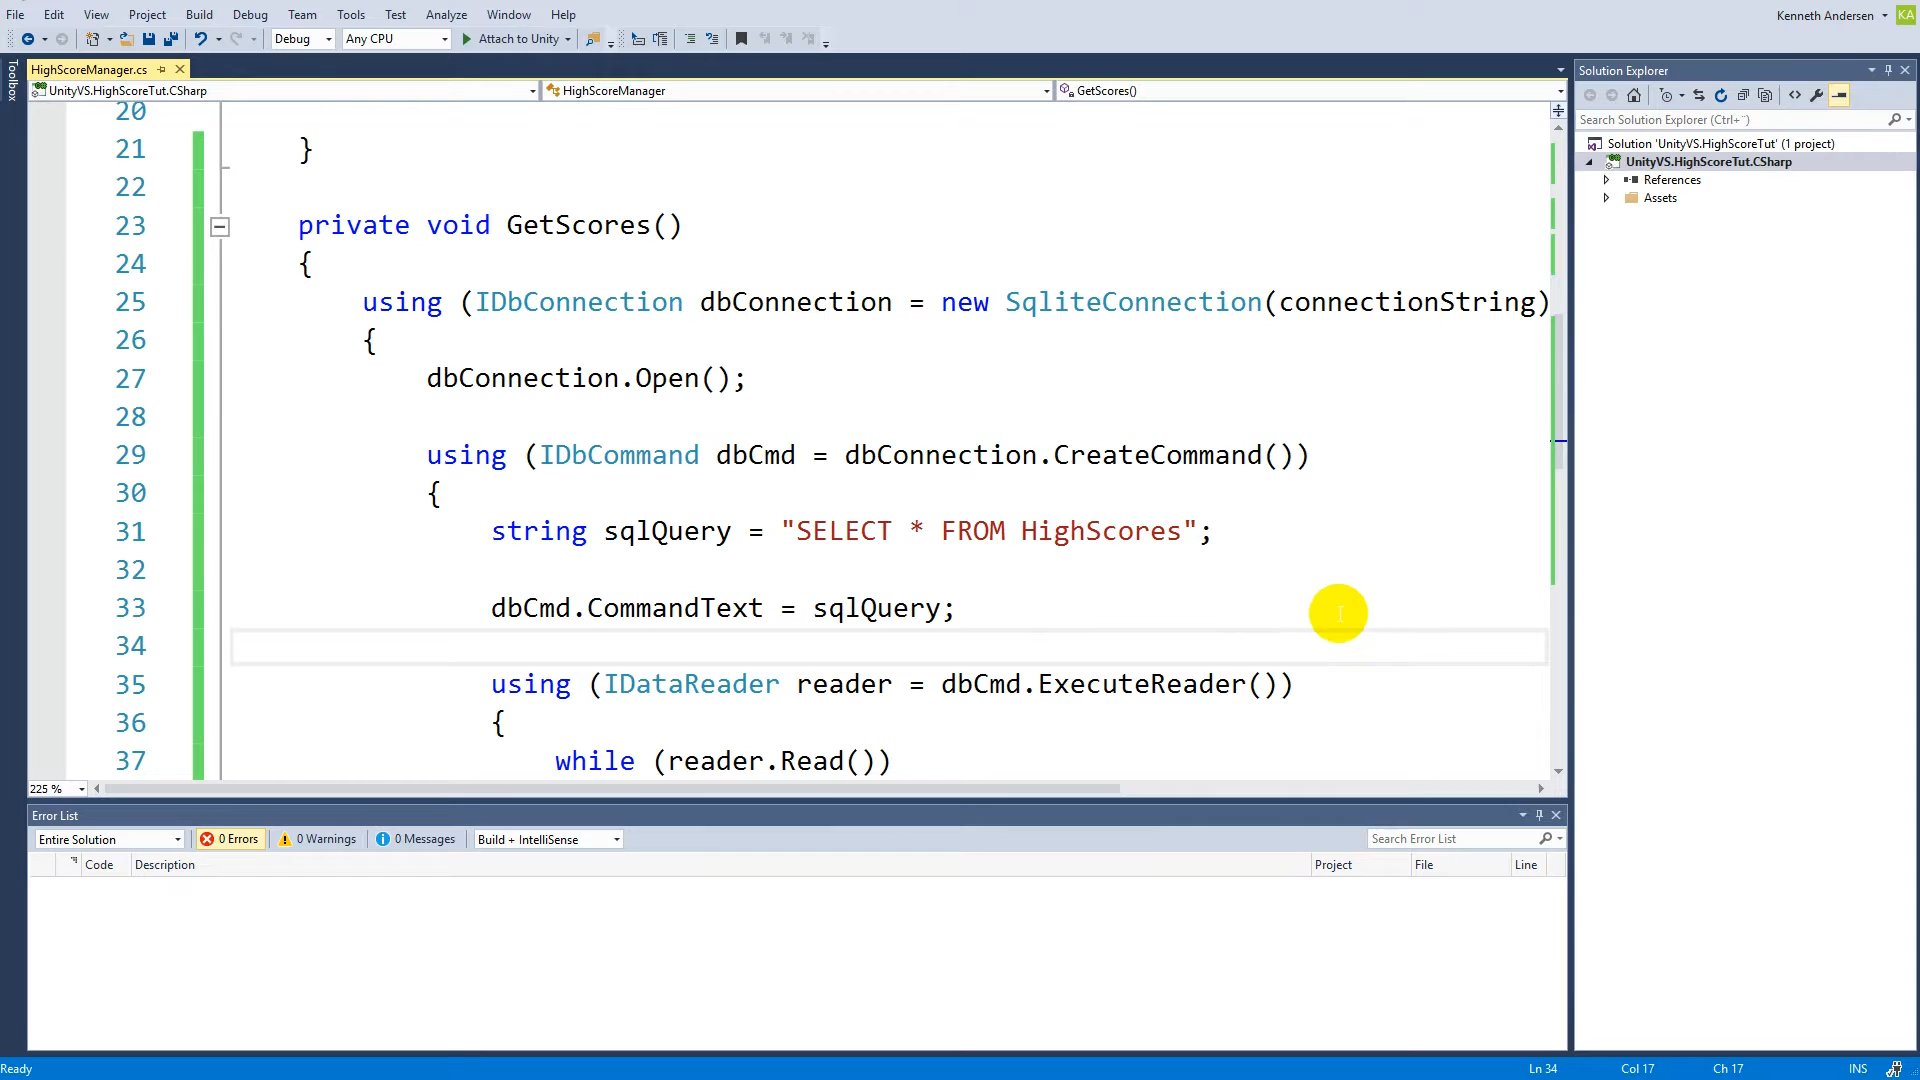 File Edit View Project Build Debug Team Tools Test Analyze Window Help
Kenneth Andersen KA
Debug Any CPU Attach to Unity
Toolbox
HighScoreManager.cs
UnityVS.HighScoreTut.CSharp HighScoreManager GetScores()
20
21 }
22
23 private void GetScores()
24 {
25 using (IDbConnection dbConnection = new SqliteConnection(connectionString)
26 {
27 dbConnection.Open();
28
29 using (IDbCommand dbCmd = dbConnection.CreateCommand())
30 {
31 string sqlQuery = "SELECT * FROM HighScores";
32
33 dbCmd.CommandText = sqlQuery;
34
35 using (IDataReader reader = dbCmd.ExecuteReader())
36 {
37 while (reader.Read())
225 %
Solution Explorer
Search Solution Explorer (Ctrl+¨)
Solution 'UnityVS.HighScoreTut' (1 project)
UnityVS.HighScoreTut.CSharp
References
Assets
Error List
Entire Solution 0 Errors 0 Warnings 0 Messages Build + IntelliSense Search Error List
Code Description Project File Line
Ready Ln 34 Col 17 Ch 17 INS